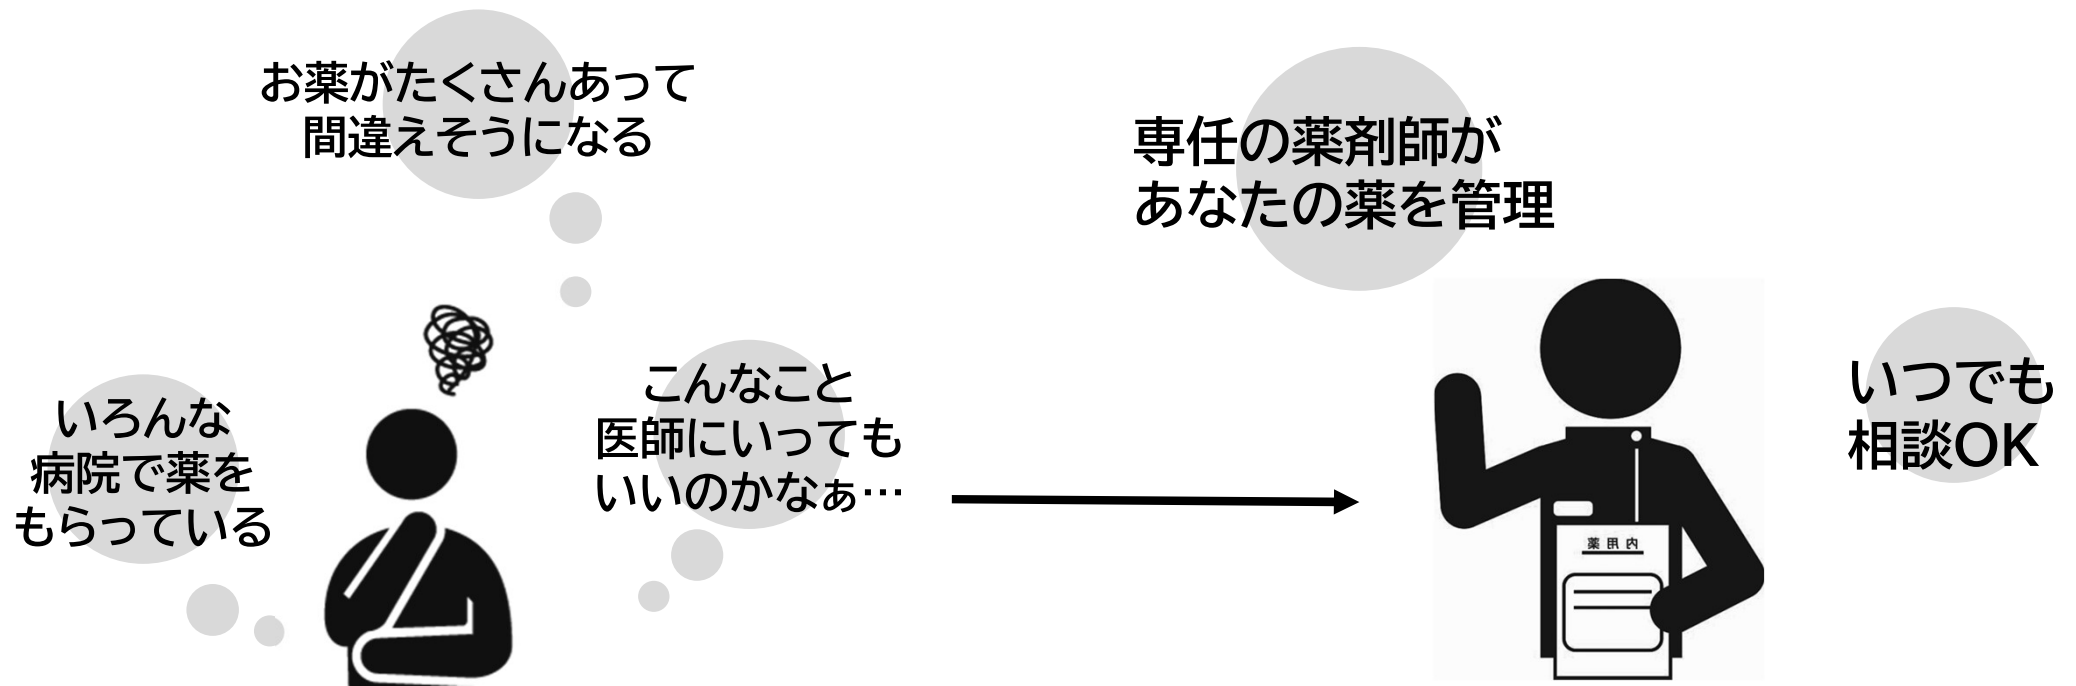 お薬がたくさんあって
間違えそうになる
いろんな
病院で薬を
もらっている
こんなこと
医師にいっても
いいのかなぁ…
専任の薬剤師が
あなたの薬を管理
内用薬
いつでも
相談OK